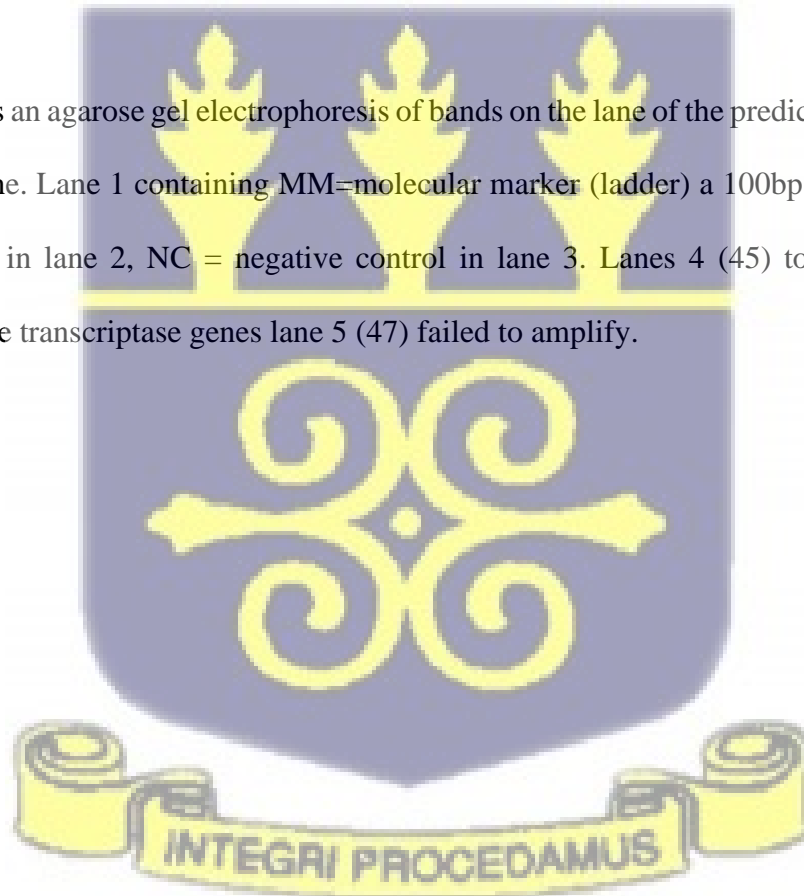 s an agarose gel electrophoresis of bands on the lane of the predic
ne. Lane 1 containing MM=molecular marker (ladder) a 100bp
in lane 2, NC = negative control in lane 3. Lanes 4 (45) to
e transcriptase genes lane 5 (47) failed to amplify.
INTEGRI PROCEDAMUS